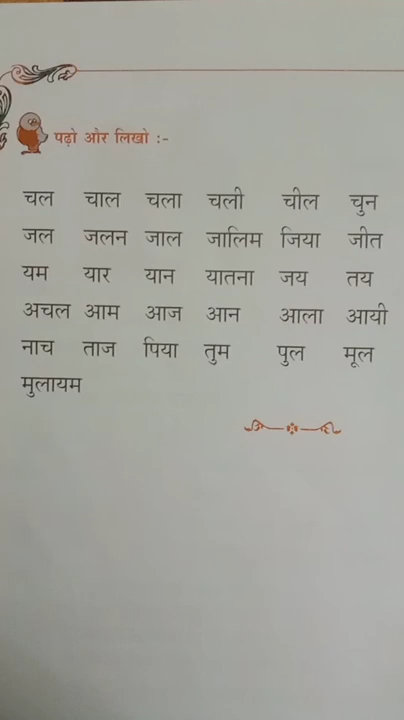 पढ़ो और लिखो :-
चल चाल चला चली चील चुन
जल जलन जाल जालिम जिया जीत
यम यार यान यातना जय तय
अचल आम आज आन आला आयी
नाच ताज पिया तुम पुल मूल
मुलायम